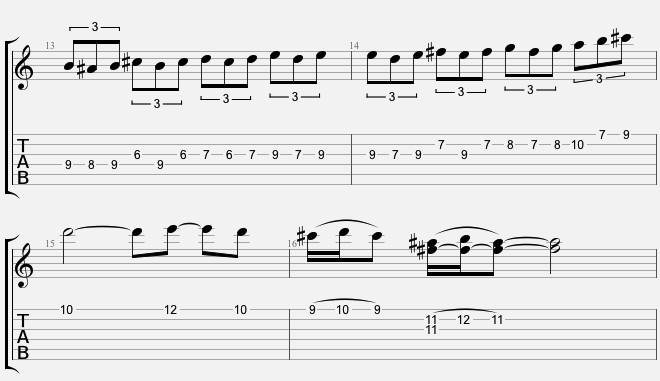 3
13 14
3 3 3 3 3 3 3
7 9
T 7 7 8 7 8 10
6 6 7 6 7 9 7 9 9 7 9 9
A 9 8 9 9
B
15 16
10 12 10 9 10 9
T 11 12 11
A 11
B